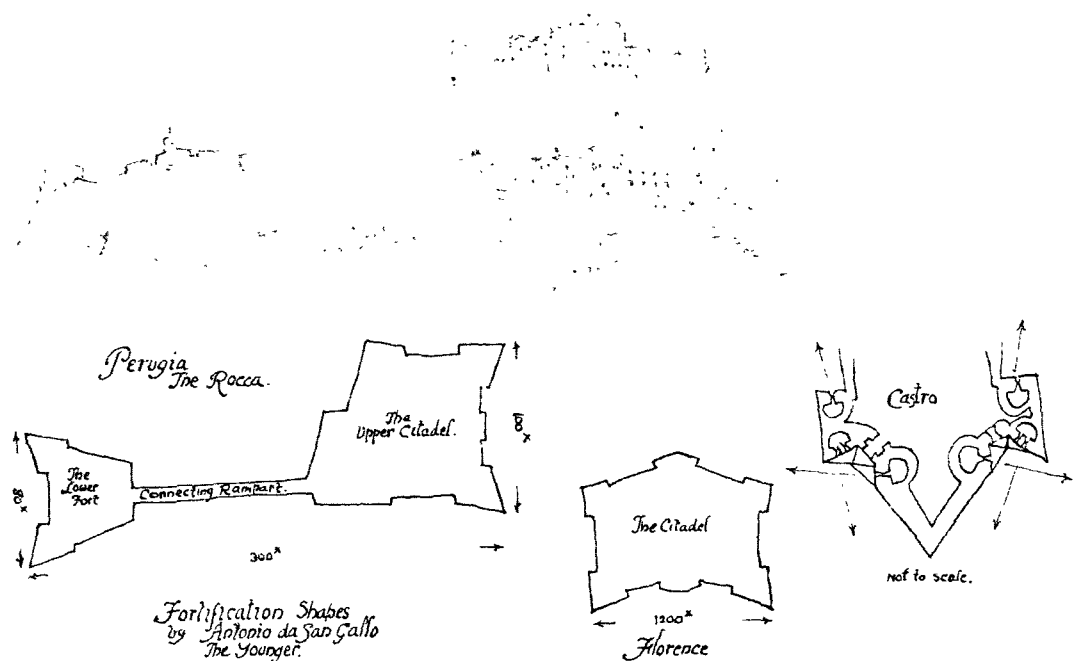 Perugia
The Rocca.
The
Upper Citadel.
100ˣ
The
Lower
Fort
80ˣ
Connecting Rampart.
300ˣ
Castro
The Citadel
1200ˣ
Florence
Not to scale.
Fortification Shapes
by Antonio da San Gallo
The Younger.